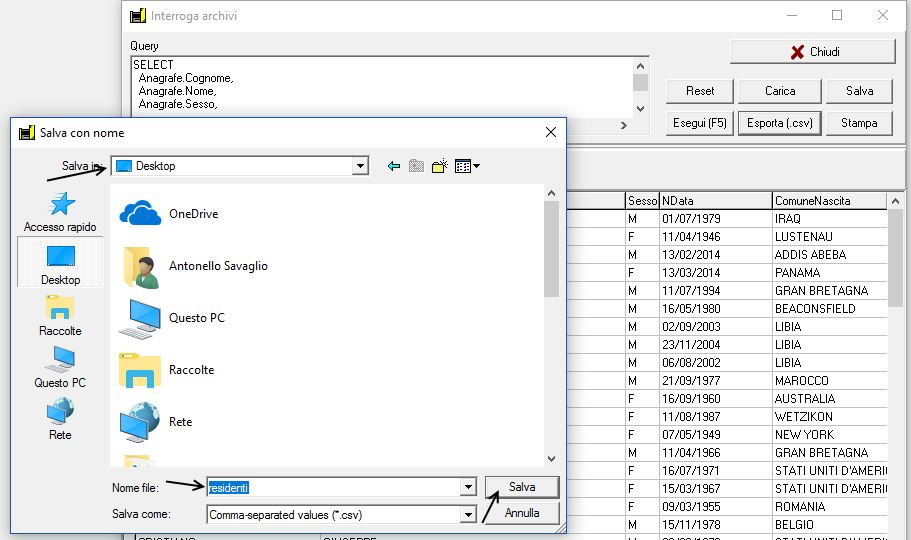 Interroga archivi
Query
SELECT
Anagrafe.Cognome,
Anagrafe.Nome,
Anagrafe.Sesso,
Chiudi
Reset
Carica
Salva
Esegui (F5)
Esporta (.csv)
Stampa
Salva con nome
Salva in:
Desktop
Accesso rapido
Desktop
Raccolte
Questo PC
Rete
OneDrive
Antonello Savaglio
Questo PC
Raccolte
Rete
Nome file:
residenti
Salva
Salva come:
Comma-separated values (*.csv)
Annulla
Sesso NData ComuneNascita
M 01/07/1979 IRAQ
F 11/04/1946 LUSTENAU
M 13/02/2014 ADDIS ABEBA
F 13/03/2014 PANAMA
M 11/07/1994 GRAN BRETAGNA
M 16/05/1980 BEACONSFIELD
M 02/09/2003 LIBIA
M 23/11/2004 LIBIA
M 06/08/2002 LIBIA
M 21/09/1977 MAROCCO
F 16/09/1960 AUSTRALIA
F 11/08/1987 WETZIKON
F 07/05/1949 NEW YORK
M 11/04/1966 GRAN BRETAGNA
F 16/07/1971 STATI UNITI D'AMERI
F 15/03/1967 STATI UNITI D'AMERI
F 09/03/1955 ROMANIA
M 15/11/1978 BELGIO